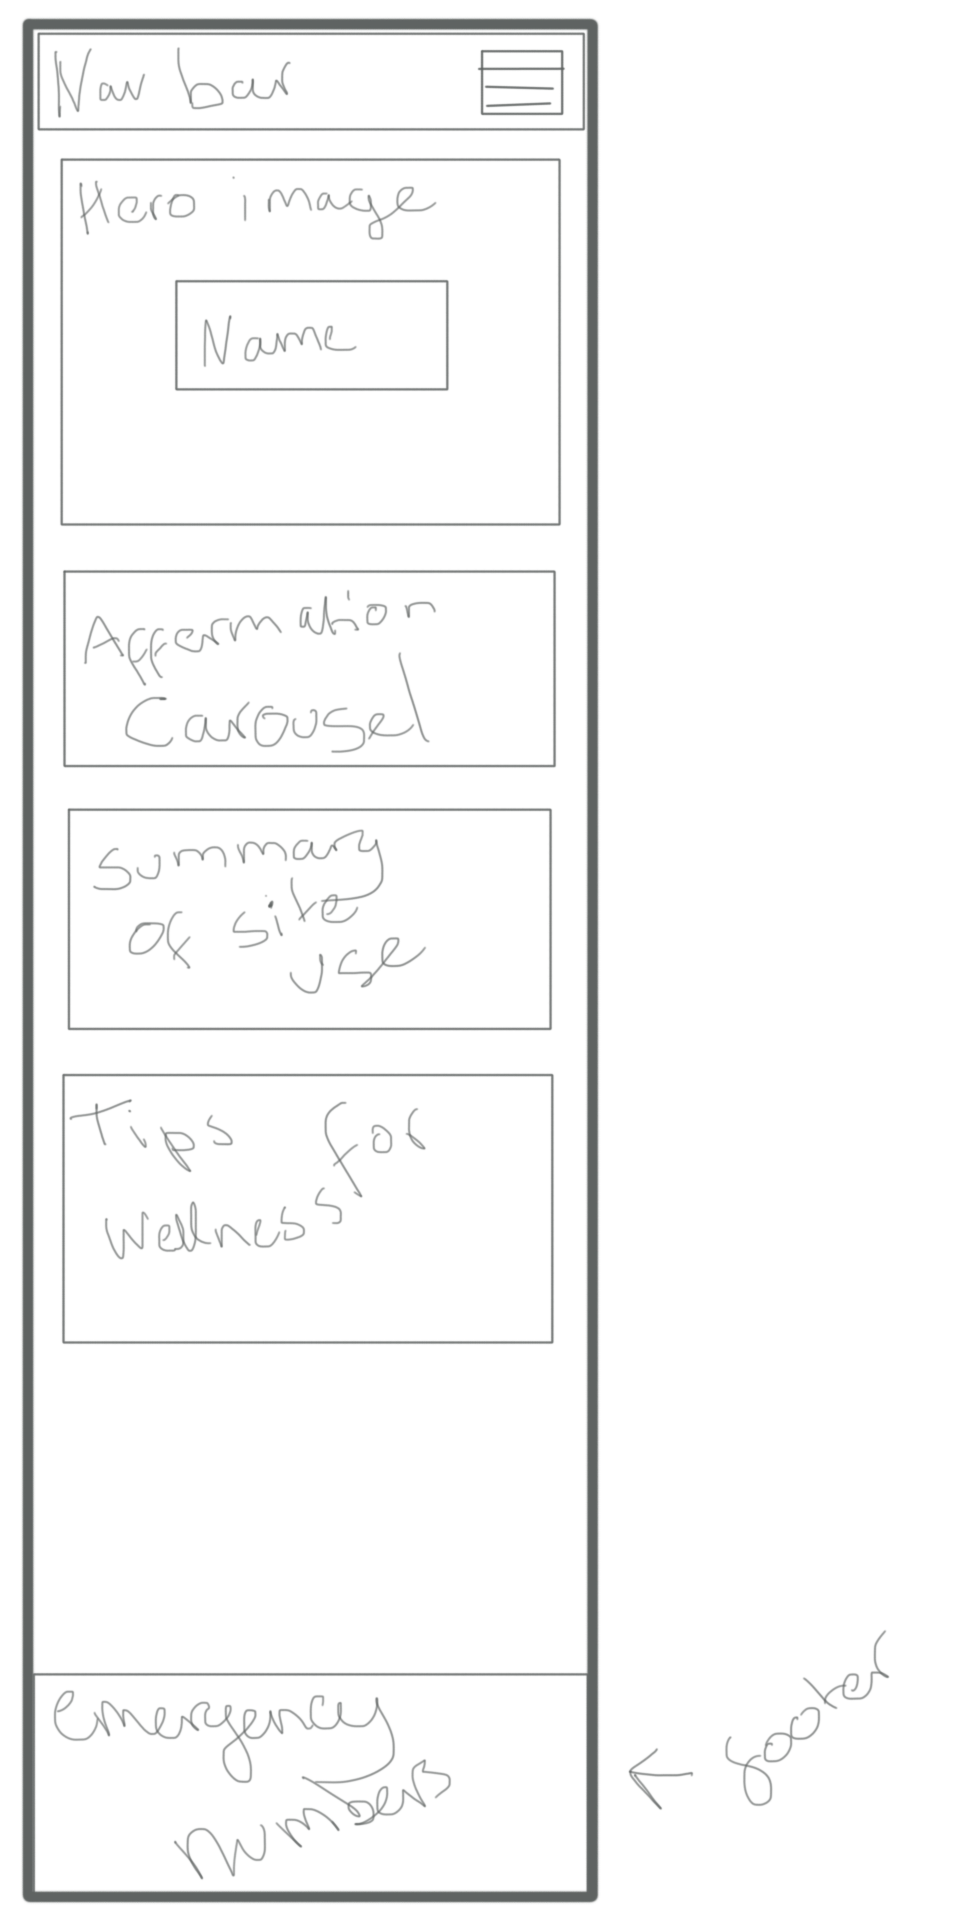 Nav bar
Hero image
Name
Affermation
Carousel
Summary
of site
use
Tips for
wellness
emergency
numbers
footer